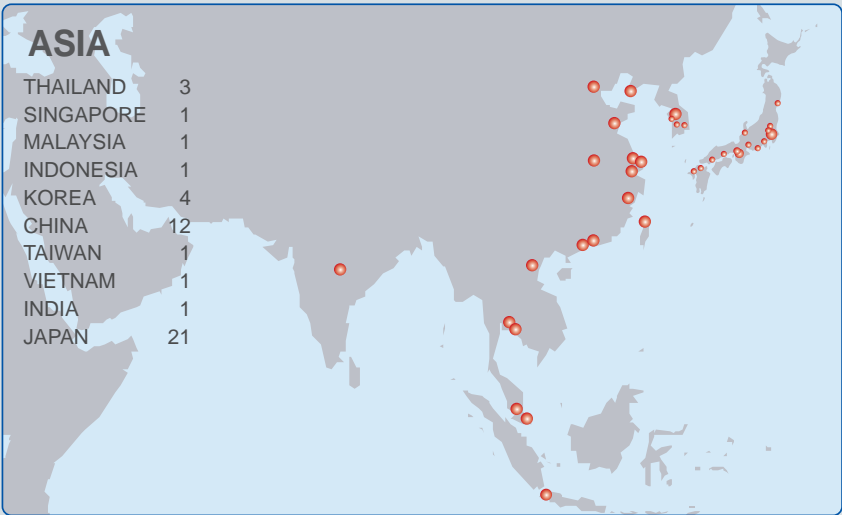 ASIA
THAILAND 3
SINGAPORE 1
MALAYSIA 1
INDONESIA 1
KOREA 4
CHINA 12
TAIWAN 1
VIETNAM 1
INDIA 1
JAPAN 21